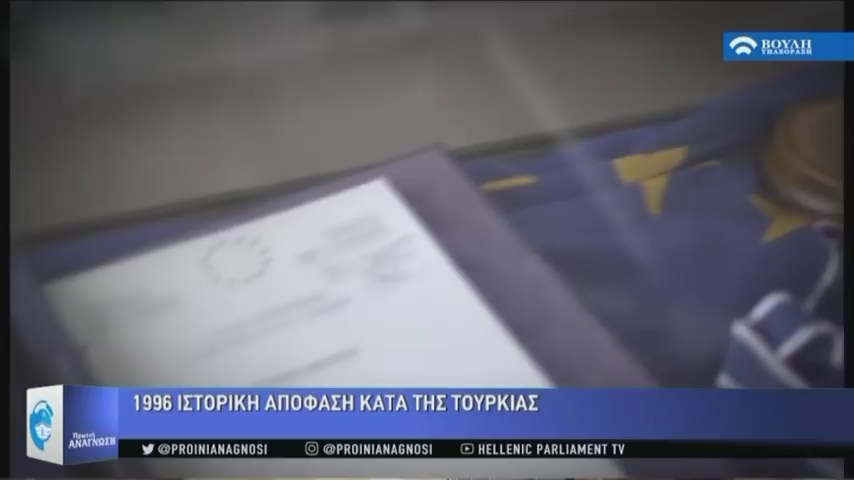 ΒΟΥΛΗ
ΤΗΛΕΟΡΑΣΗ
1996 ΙΣΤΟΡΙΚΗ ΑΠΟΦΑΣΗ ΚΑΤΑ ΤΗΣ ΤΟΥΡΚΙΑΣ
Πρωινή
ΑΝΑΓΝΩΣΗ
@PROINIANAGNOSI @PROINIANAGNOSI HELLENIC PARLIAMENT TV